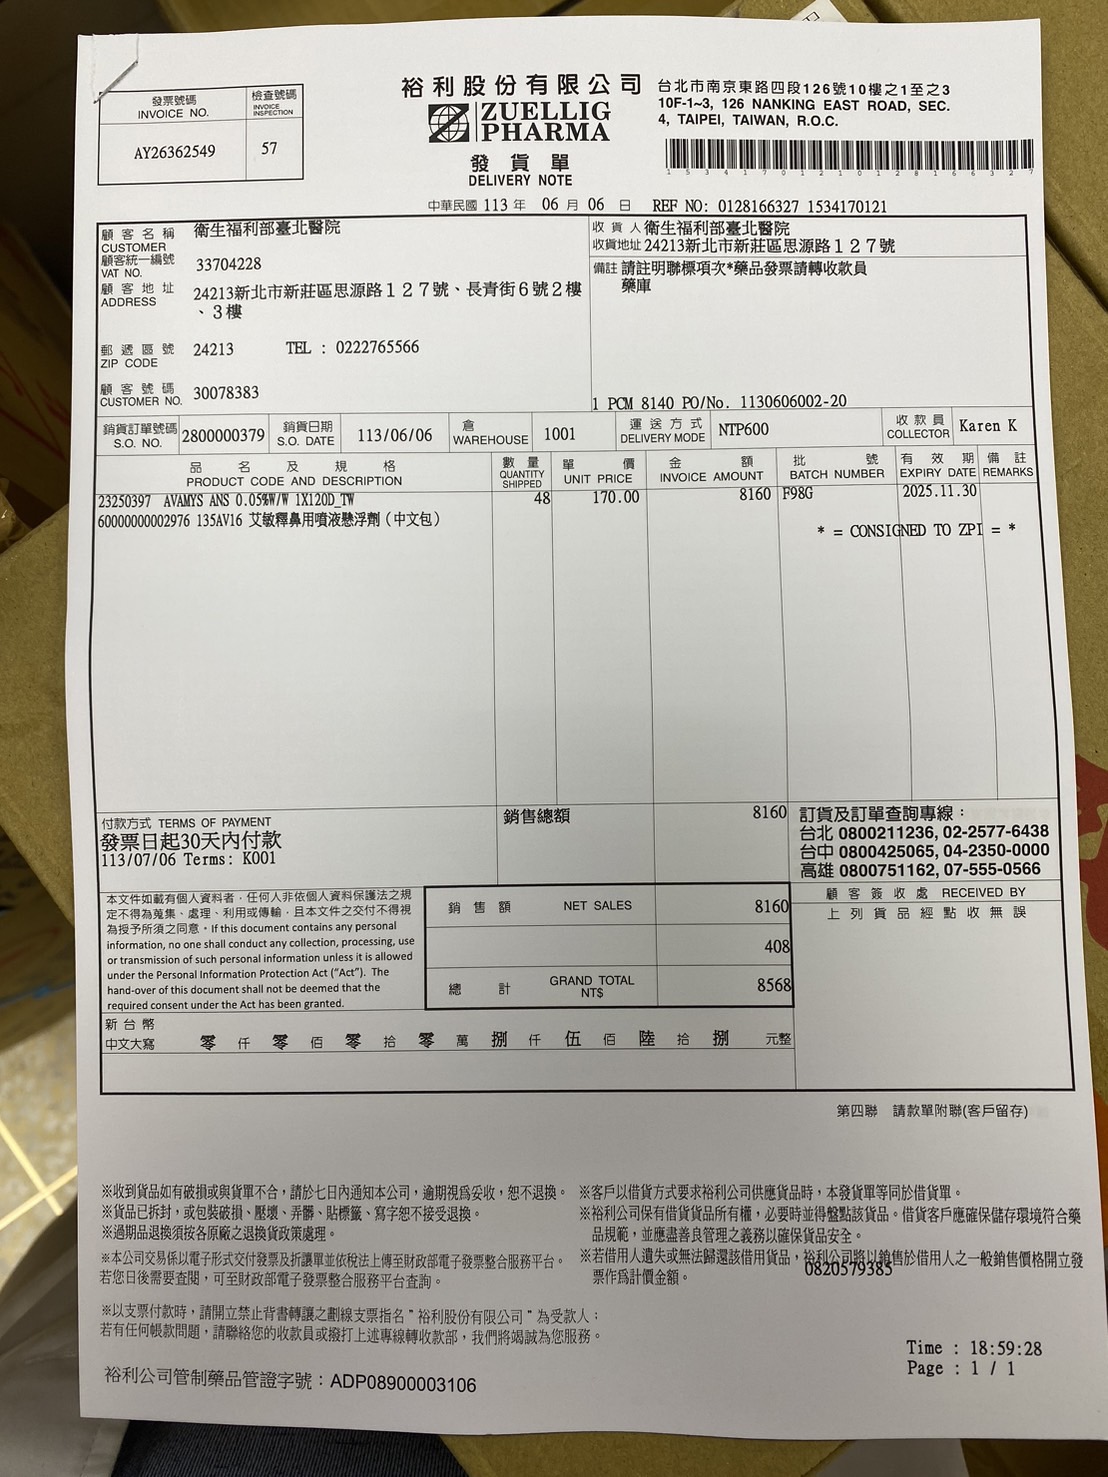 發票號碼
INVOICE NO.
檢查號碼
INVOICE
INSPECTION
AY26362549
57
裕利股份有限公司
ZUELLIG
PHARMA
發貨單
DELIVERY NOTE
台北市南京東路四段126號10樓之1至之3
10F-1~3, 126 NANKING EAST ROAD, SEC.
4, TAIPEI, TAIWAN, R.O.C.
1534170121012816632 7
中華民國 113 年 06 月 06 日 REF NO: 0128166327 1534170121
顧客名稱
CUSTOMER
衛生福利部臺北醫院
顧客統一編號
VAT NO.
33704228
顧客地址
ADDRESS
24213新北市新莊區思源路127號、長青街6號2樓
、3樓
郵遞區號
ZIP CODE
24213 TEL : 0222765566
顧客號碼
CUSTOMER NO.
30078383
收貨人 衛生福利部臺北醫院
收貨地址 24213新北市新莊區思源路127號
備註 請註明聯標項次*藥品發票請轉收款員
藥庫
1 PCM 8140 PO/No. 1130606002-20
銷貨訂單號碼
S.O. NO.
2800000379
銷貨日期
S.O. DATE
113/06/06
倉
WAREHOUSE
1001
運送方式
DELIVERY MODE
NTP600
收款員
COLLECTOR
Karen K
品名及規格
PRODUCT CODE AND DESCRIPTION
數量
QUANTITY
SHIPPED
單價
UNIT PRICE
金額
INVOICE AMOUNT
批號
BATCH NUMBER
有效期
EXPIRY DATE
備註
REMARKS
23250397 AVAMYS ANS 0.05%W/W 1X120D_TW 48 170.00 8160 F98G 2025.11.30
60000000002976 135AV16 艾敏釋鼻用噴液懸浮劑(中文包)
* = CONSIGNED TO ZPI = *
付款方式 TERMS OF PAYMENT
發票日起30天內付款
113/07/06 Terms: K001
銷售總額 8160
訂貨及訂單查詢專線:
台北 0800211236, 02-2577-6438
台中 0800425065, 04-2350-0000
高雄 0800751162, 07-555-0566
本文件如載有個人資料者,任何人非依個人資料保護法之規
定不得為蒐集、處理、利用或傳輸,且本文件之交付不得視
為授予所須之同意。If this document contains any personal
information, no one shall conduct any collection, processing, use
or transmission of such personal information unless it is allowed
under the Personal Information Protection Act ("Act"). The
hand-over of this document shall not be deemed that the
required consent under the Act has been granted.
銷售額 NET SALES 8160
408
總計 GRAND TOTAL
NT$
8568
顧客簽收處 RECEIVED BY
上列貨品經點收無誤
新台幣
中文大寫
零 仟 零 佰 零 拾 零 萬 捌 仟 伍 佰 陸 拾 捌 元整
第四聯 請款單附聯(客戶留存)
※收到貨品如有破損或與貨單不合,請於七日內通知本公司,逾期視為妥收,恕不退換。
※貨品已拆封,或包裝破損、壓壞、弄髒、貼標籤、寫字恕不接受退換。
※過期品退換須按各原廠之退換貨政策處理。
※本公司交易係以電子形式交付發票及折讓單並依稅法上傳至財政部電子發票整合服務平台。
若您日後需要查閱,可至財政部電子發票整合服務平台查詢。
※以支票付款時,請開立禁止背書轉讓之劃線支票指名"裕利股份有限公司"為受款人;
若有任何帳款問題,請聯絡您的收款員或撥打上述專線轉收款部,我們將竭誠為您服務。
裕利公司管制藥品管證字號:ADP08900003106
※客戶以借貨方式要求裕利公司供應貨品時,本發貨單等同於借貨單。
※裕利公司保有借貨貨品所有權,必要時並得盤點該貨品。借貨客戶應確保儲存環境符合藥
品規範,並應盡善良管理之義務以確保貨品安全。
※若借用人遺失或無法歸還該借用貨品,裕利公司將以銷售於借用人之一般銷售價格開立發
票作為計價金額。
0820579385
Time : 18:59:28
Page : 1 / 1